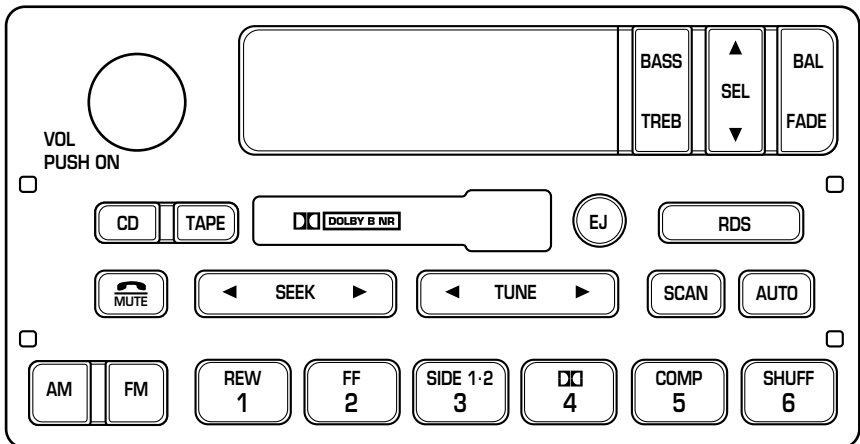 BASS
TREB
SEL
BAL
FADE
VOL
PUSH ON
CD
TAPE
DOLBY B NR
EJ
RDS
MUTE
SEEK
TUNE
SCAN
AUTO
AM
FM
REW
1
FF
2
SIDE 1·2
3
4
COMP
5
SHUFF
6